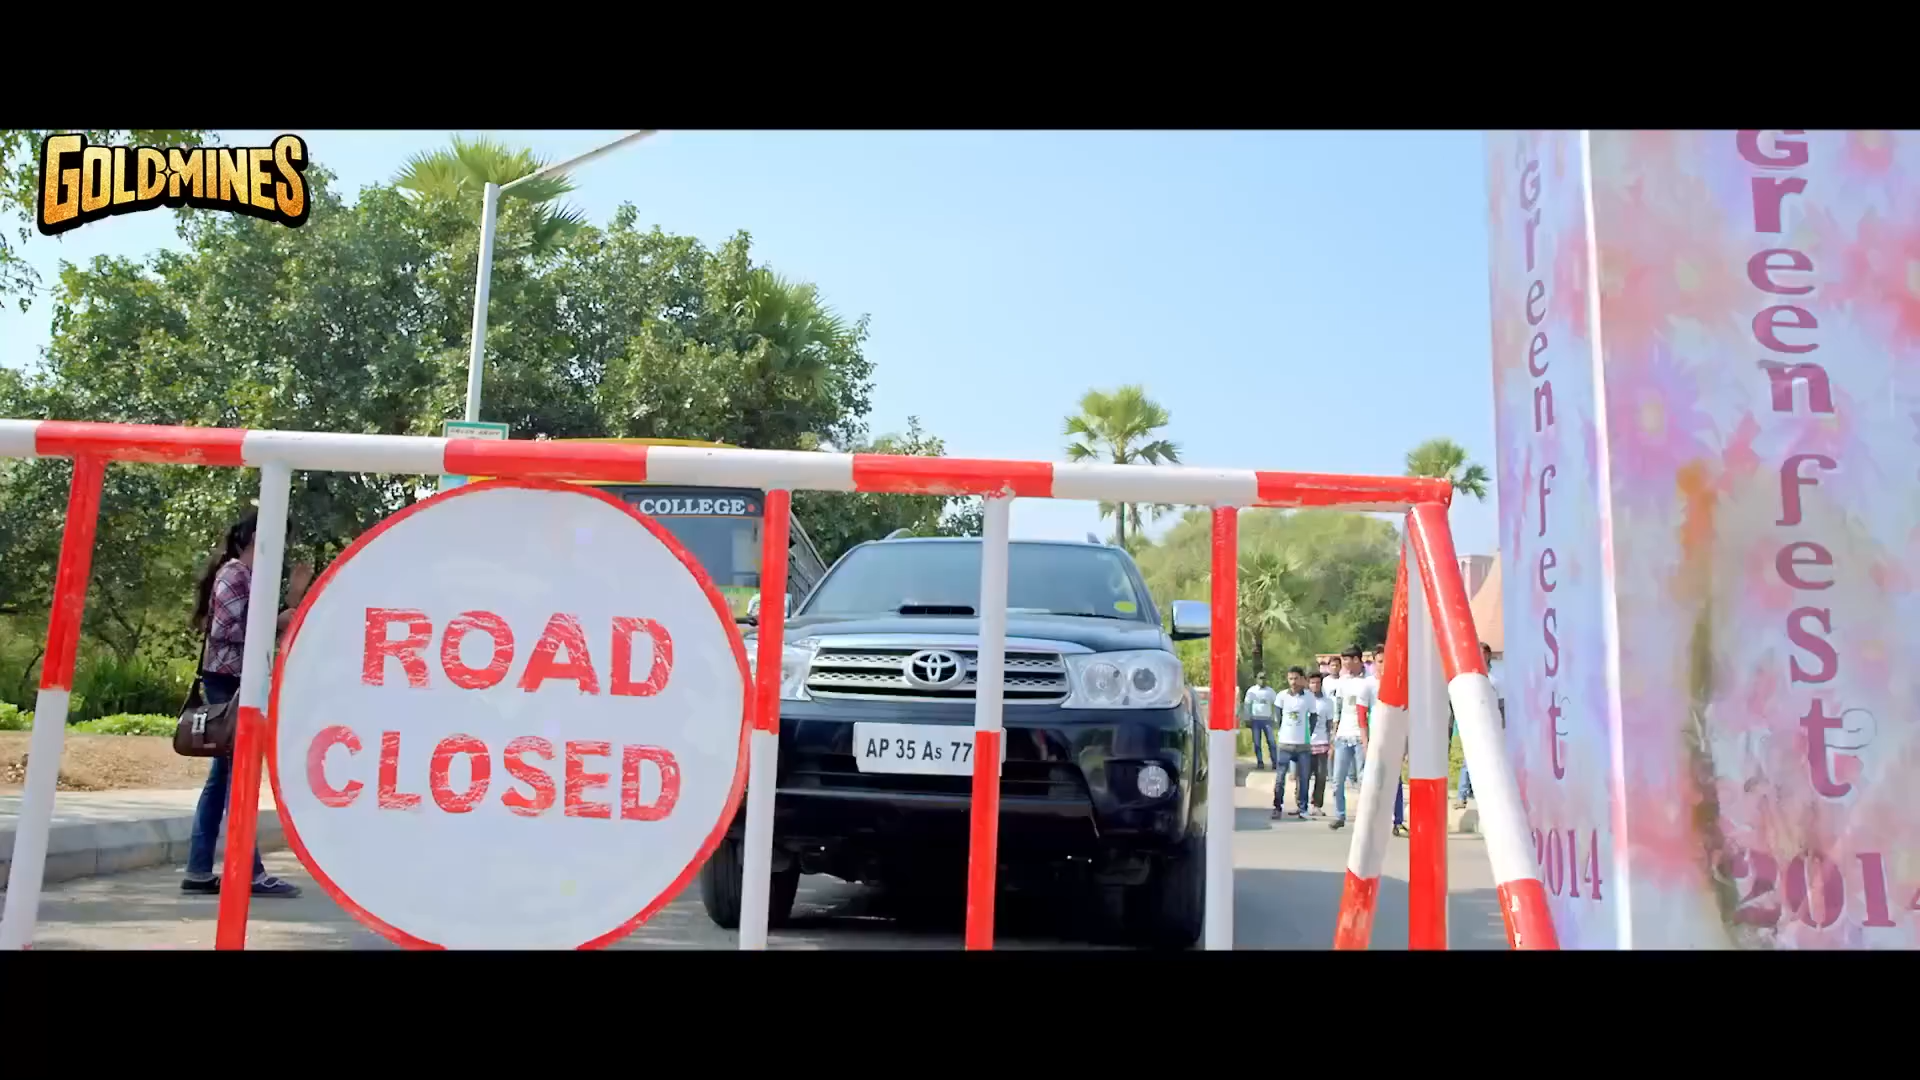 GOLDMINES
COLLEGE
ROAD
CLOSED
AP 35 As 77
Green fest 2014
Green fest 2014